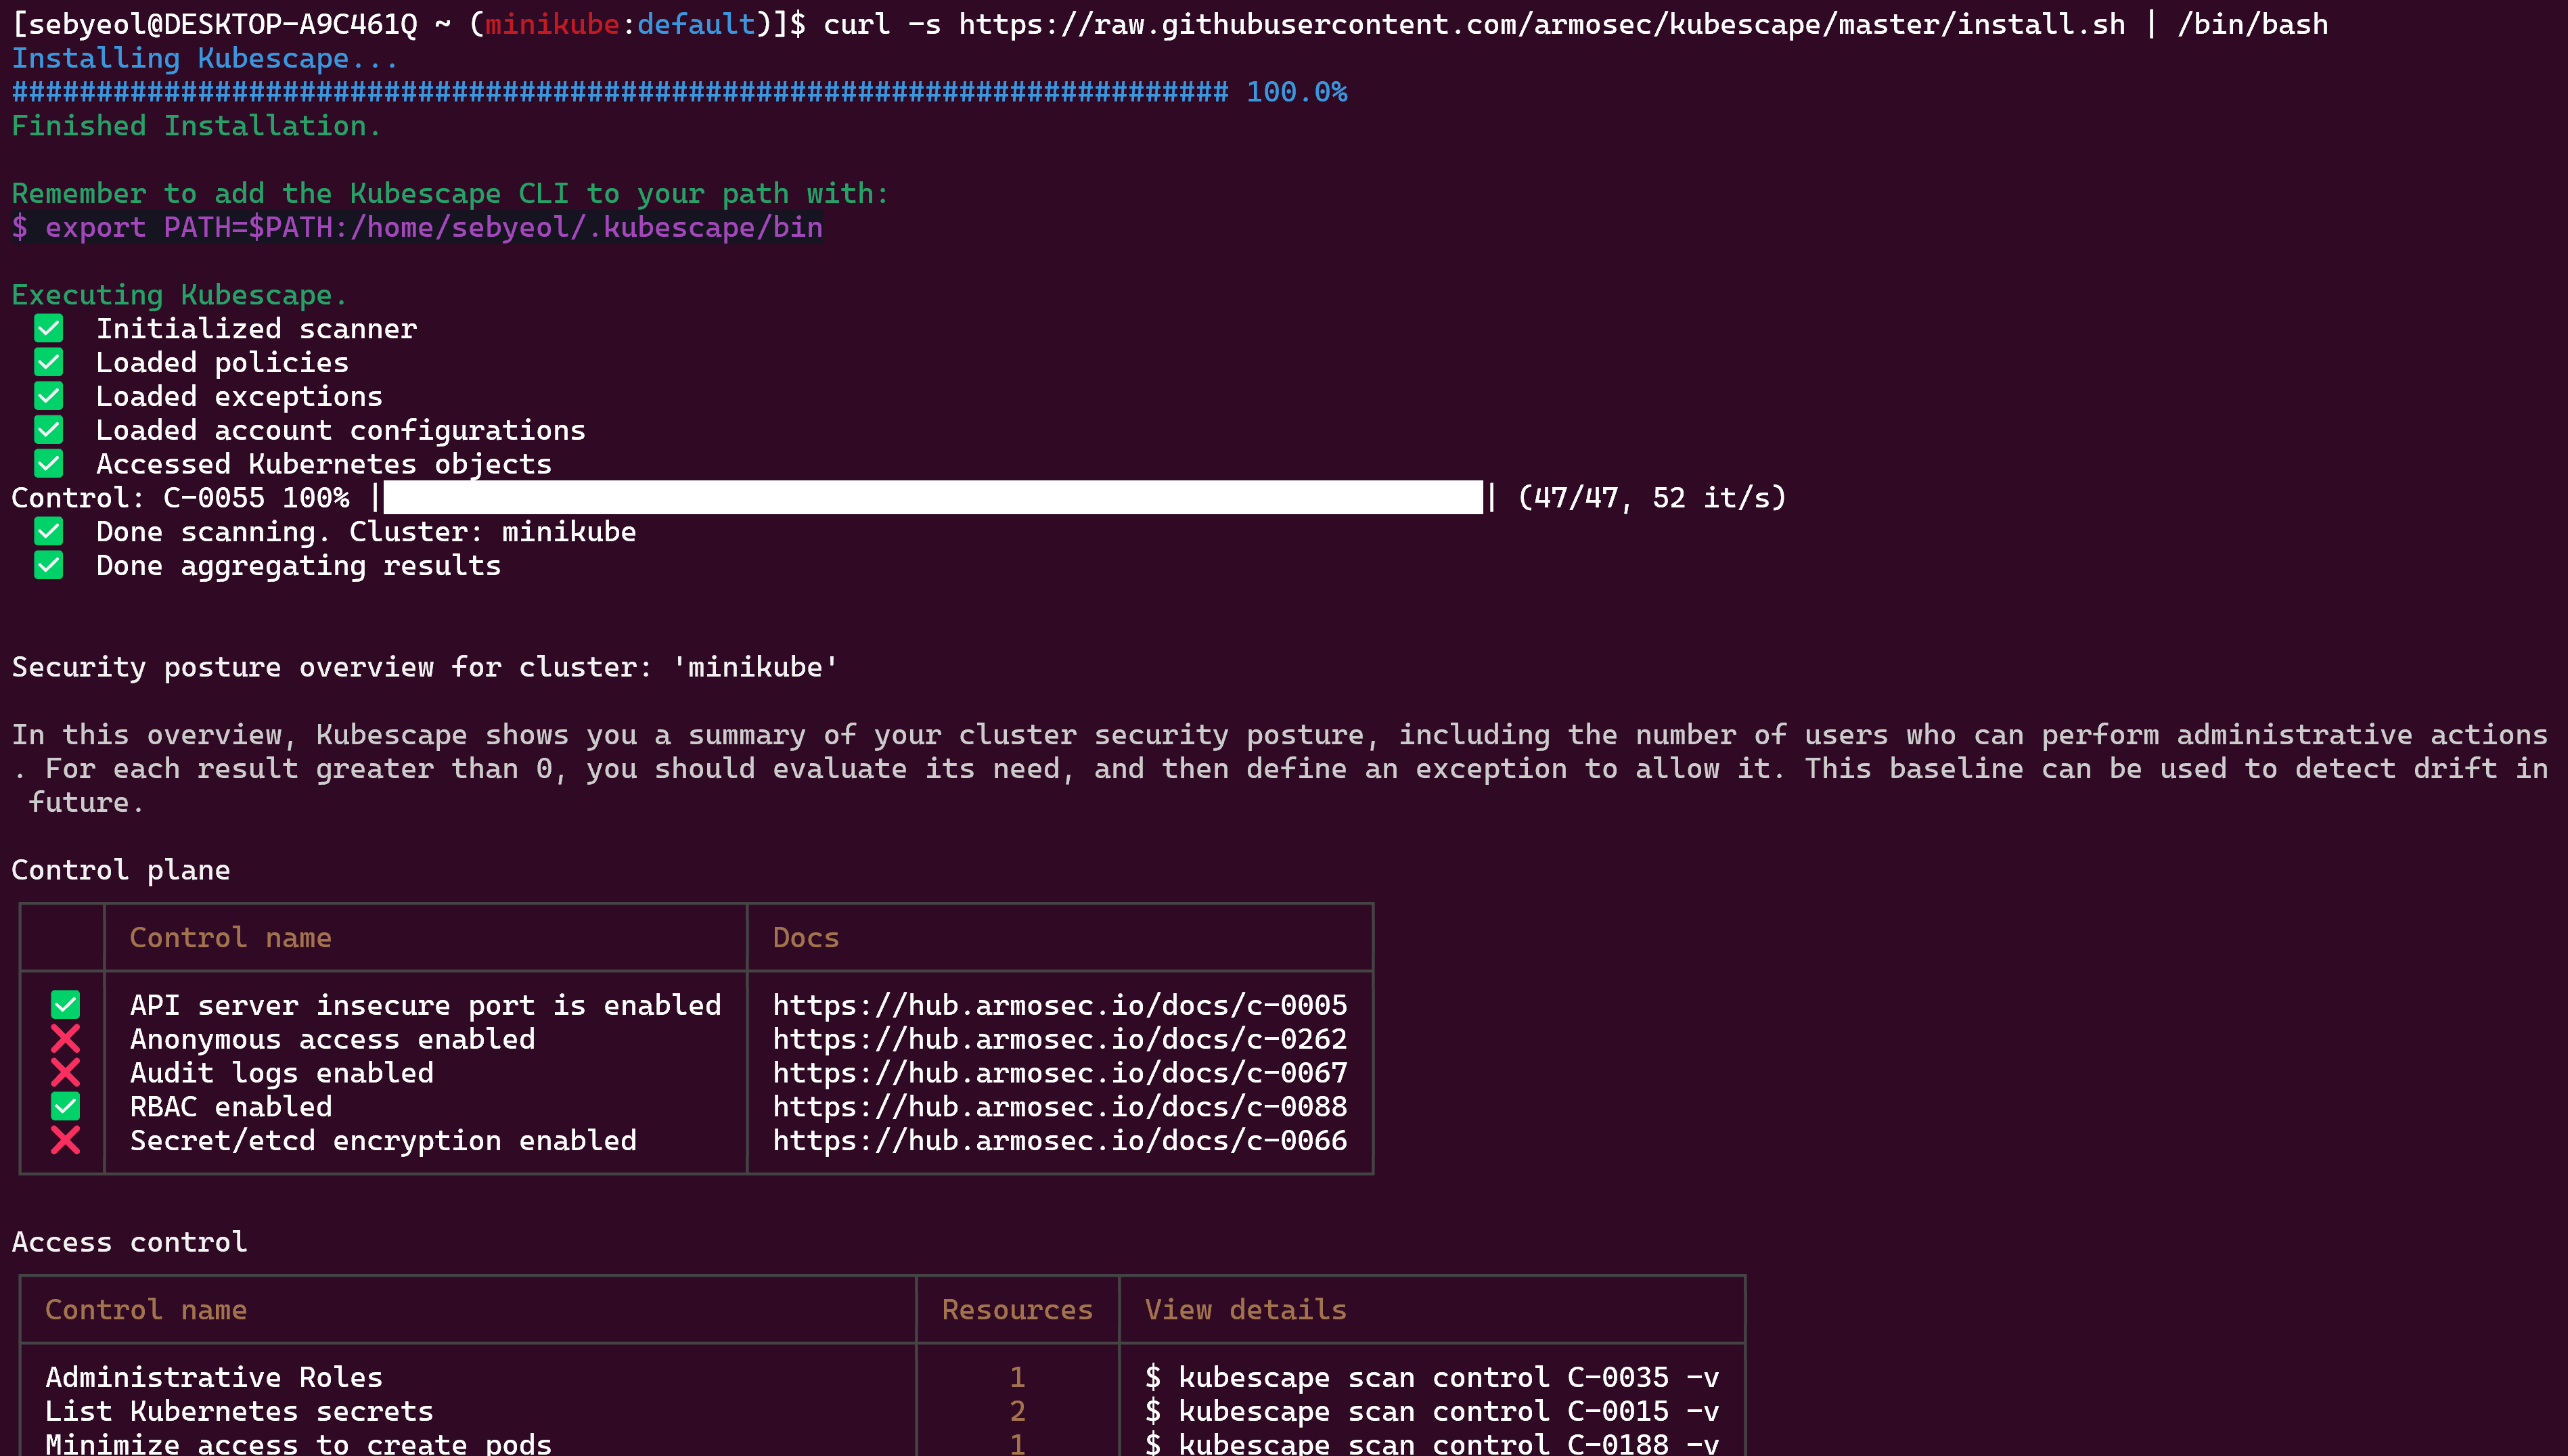 [sebyeol@DESKTOP-A9C461Q ~ (minikube:default)]$ curl -s https://raw.githubusercontent.com/armosec/kubescape/master/install.sh | /bin/bash
Installing Kubescape...
######################################################################## 100.0%
Finished Installation.
Remember to add the Kubescape CLI to your path with:
$ export PATH=$PATH:/home/sebyeol/.kubescape/bin
Executing Kubescape.
✅ Initialized scanner
✅ Loaded policies
✅ Loaded exceptions
✅ Loaded account configurations
✅ Accessed Kubernetes objects
Control: C-0055 100% |█████████████████████████████████████████████████████████████████| (47/47, 52 it/s)
✅ Done scanning. Cluster: minikube
✅ Done aggregating results
Security posture overview for cluster: 'minikube'
In this overview, Kubescape shows you a summary of your cluster security posture, including the number of users who can perform administrative actions
. For each result greater than 0, you should evaluate its need, and then define an exception to allow it. This baseline can be used to detect drift in
future.
Control plane
Control name Docs
✅ API server insecure port is enabled https://hub.armosec.io/docs/c-0005
❌ Anonymous access enabled https://hub.armosec.io/docs/c-0262
❌ Audit logs enabled https://hub.armosec.io/docs/c-0067
✅ RBAC enabled https://hub.armosec.io/docs/c-0088
❌ Secret/etcd encryption enabled https://hub.armosec.io/docs/c-0066
Access control
Control name Resources View details
Administrative Roles 1 $ kubescape scan control C-0035 -v
List Kubernetes secrets 2 $ kubescape scan control C-0015 -v
Minimize access to create pods 1 $ kubescape scan control C-0188 -v